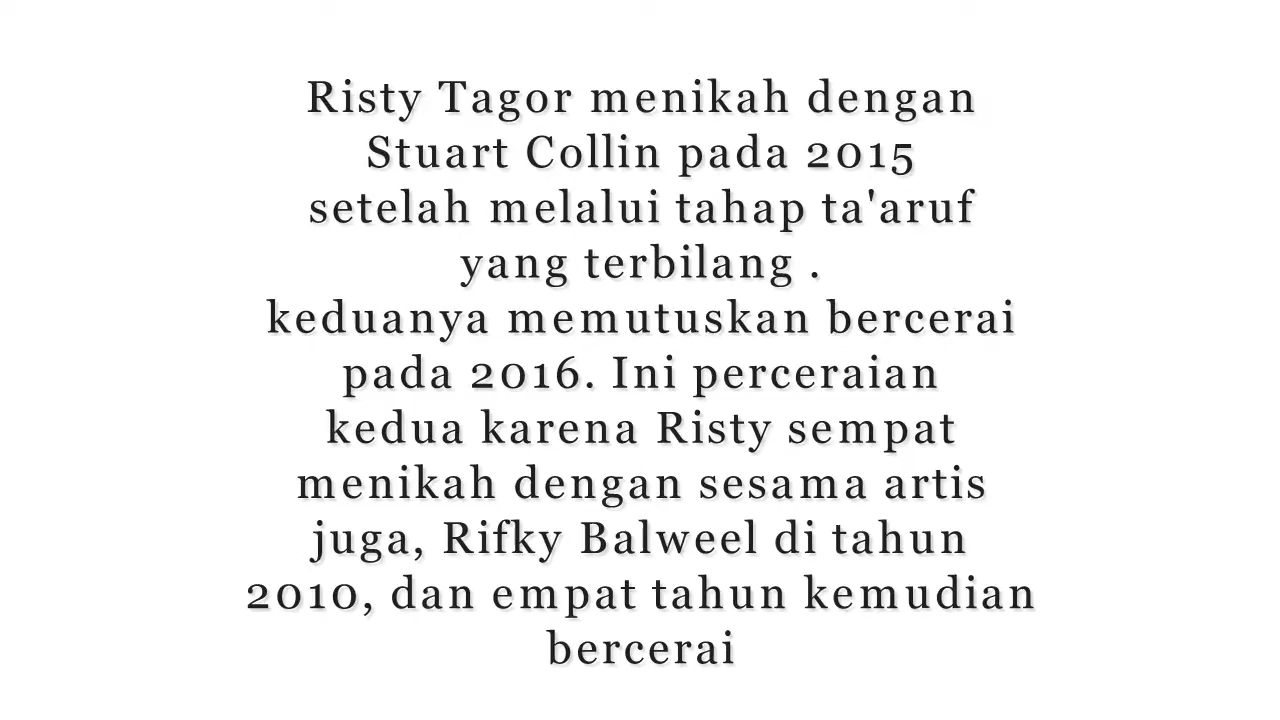 Risty Tagor menikah dengan
Stuart Collin pada 2015
setelah melalui tahap ta'aruf
yang terbilang .
keduanya memutuskan bercerai
pada 2016. Ini perceraian
kedua karena Risty sempat
menikah dengan sesama artis
juga, Rifky Balweel di tahun
2010, dan empat tahun kemudian
bercerai